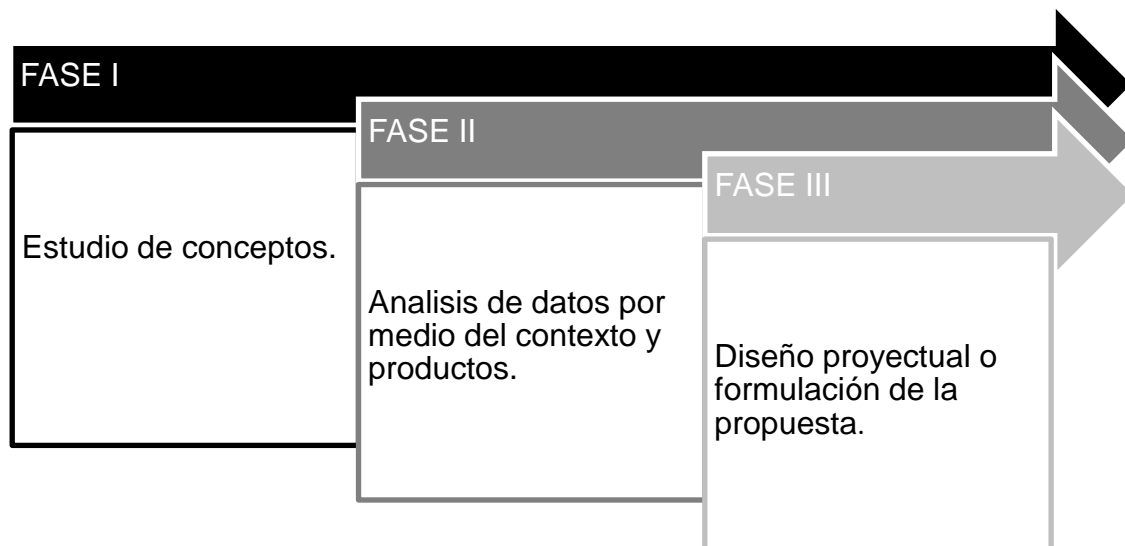 FASE I
Estudio de conceptos.
FASE II
Analisis de datos por
medio del contexto y
productos.
FASE III
Diseño proyectual o
formulación de la
propuesta.